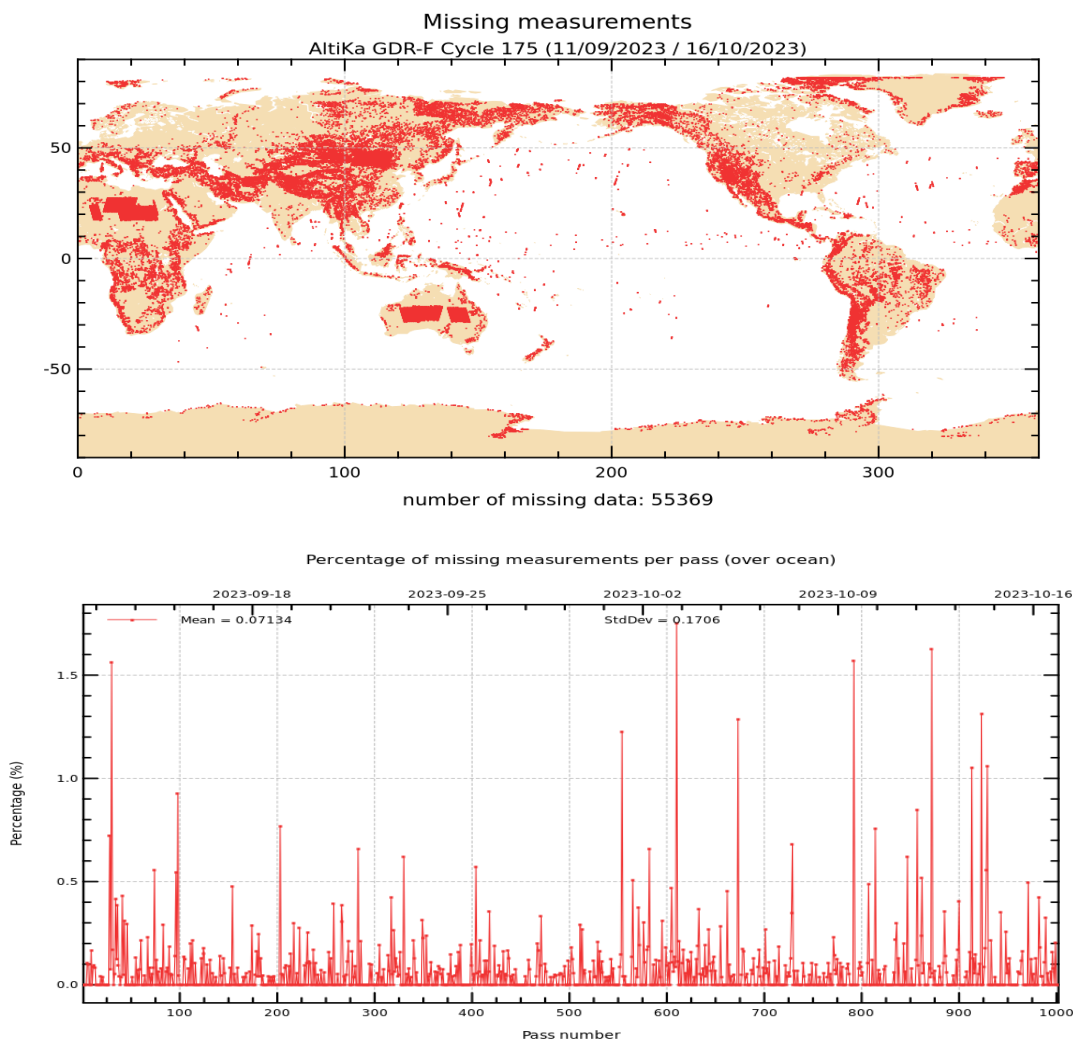 Missing measurements
AltiKa GDR-F Cycle 175 (11/09/2023 / 16/10/2023)
50
0
-50
0 100 200 300
number of missing data: 55369
Percentage of missing measurements per pass (over ocean)
2023-09-18 2023-09-25 2023-10-02 2023-10-09 2023-10-16
Mean = 0.07134 StdDev = 0.1706
1.5
1.0
0.5
0.0
Percentage (%)
100 200 300 400 500 600 700 800 900 1000
Pass number